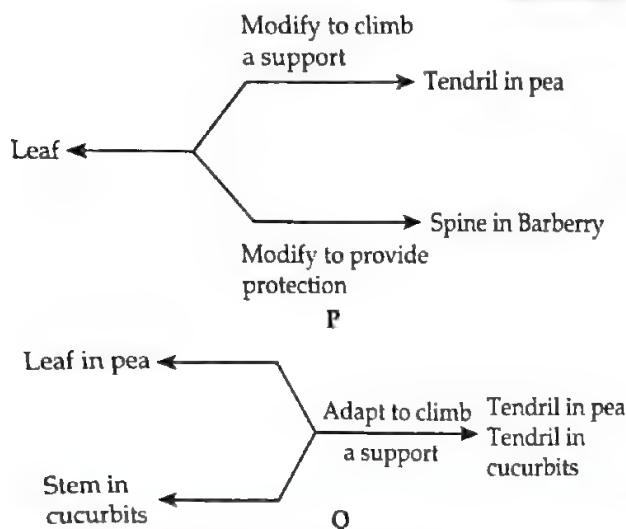 Modify to climb
a support
Tendril in pea
Leaf
Spine in Barberry
Modify to provide
protection
P
Leaf in pea
Adapt to climb
a support
Tendril in pea
Tendril in
cucurbits
Stem in
cucurbits
Q